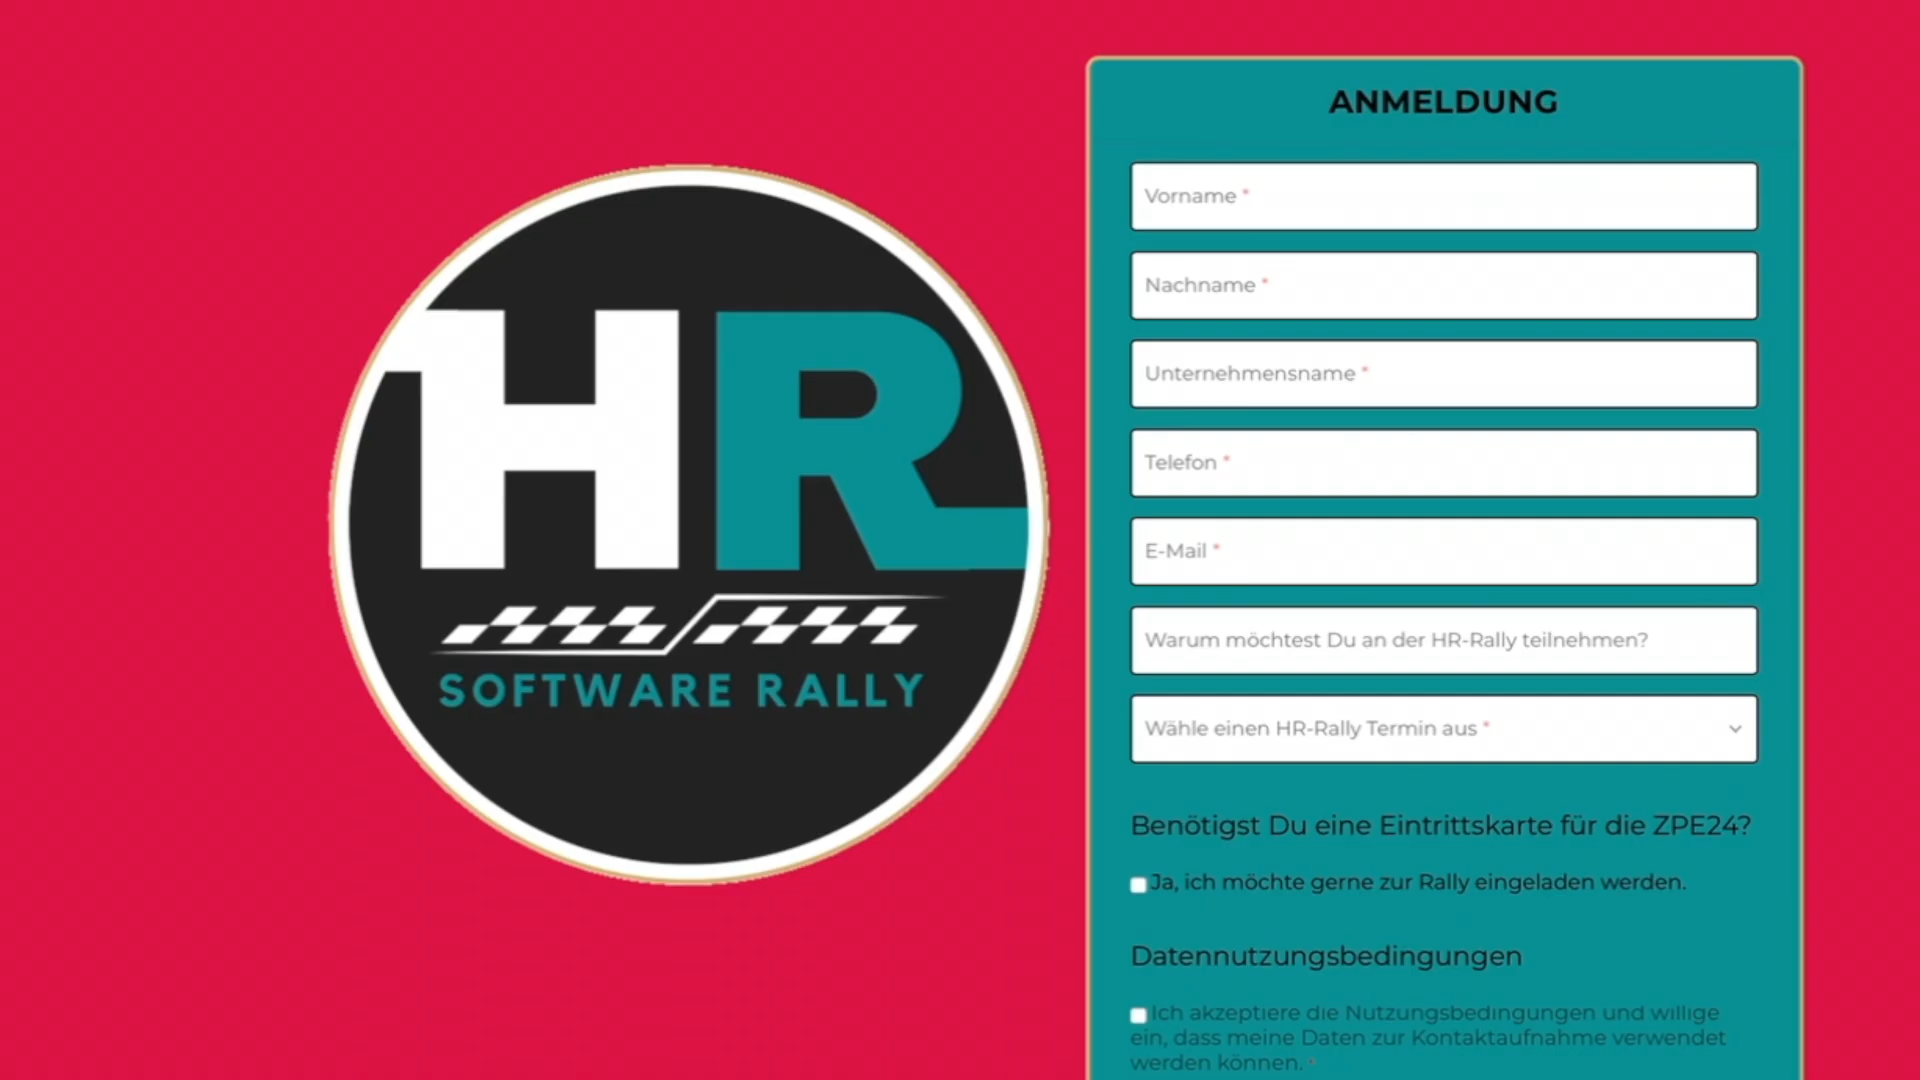 HR
SOFTWARE RALLY
ANMELDUNG
Vorname *
Nachname *
Unternehmensname *
Telefon *
E-Mail *
Warum möchtest Du an der HR-Rally teilnehmen?
Wähle einen HR-Rally Termin aus *
Benötigst Du eine Eintrittskarte für die ZPE24?
Ja, ich möchte gerne zur Rally eingeladen werden.
Datennutzungsbedingungen
Ich akzeptiere die Nutzungsbedingungen und willige
ein, dass meine Daten zur Kontaktaufnahme verwendet
werden können. *